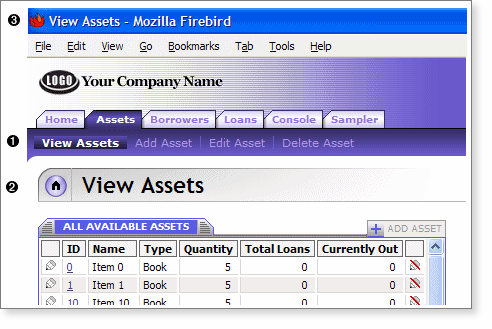 ❸ View Assets - Mozilla Firebird
File Edit View Go Bookmarks Tab Tools Help
LOGO Your Company Name
Home Assets Borrowers Loans Console Sampler
❶ View Assets Add Asset Edit Asset Delete Asset
❷ View Assets
ALL AVAILABLE ASSETS + ADD ASSET
ID Name Type Quantity Total Loans Currently Out
0 Item 0 Book 5 0 0
1 Item 1 Book 5 0 0
10 Item 10 Book 5 0 0